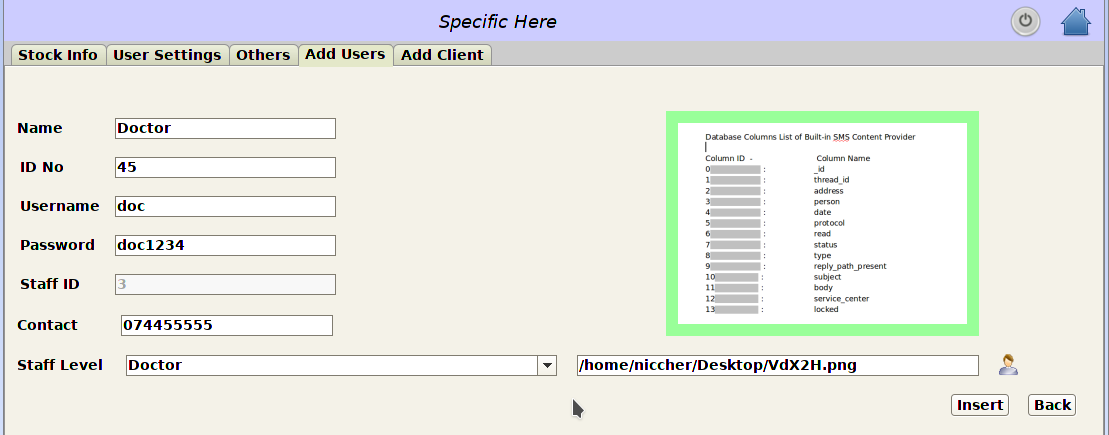 Specific Here
Stock Info User Settings Others Add Users Add Client
Name Doctor
ID No 45
Username doc
Password doc1234
Staff ID 3
Contact 074455555
Staff Level Doctor /home/niccher/Desktop/VdX2H.png
Database Columns List of Built-in SMS Content Provider
Column ID - Column Name
0 : _id
1 : thread_id
2 : address
3 : person
4 : date
5 : protocol
6 : read
7 : status
8 : type
9 : reply_path_present
10 : subject
11 : body
12 : service_center
13 : locked
Insert Back